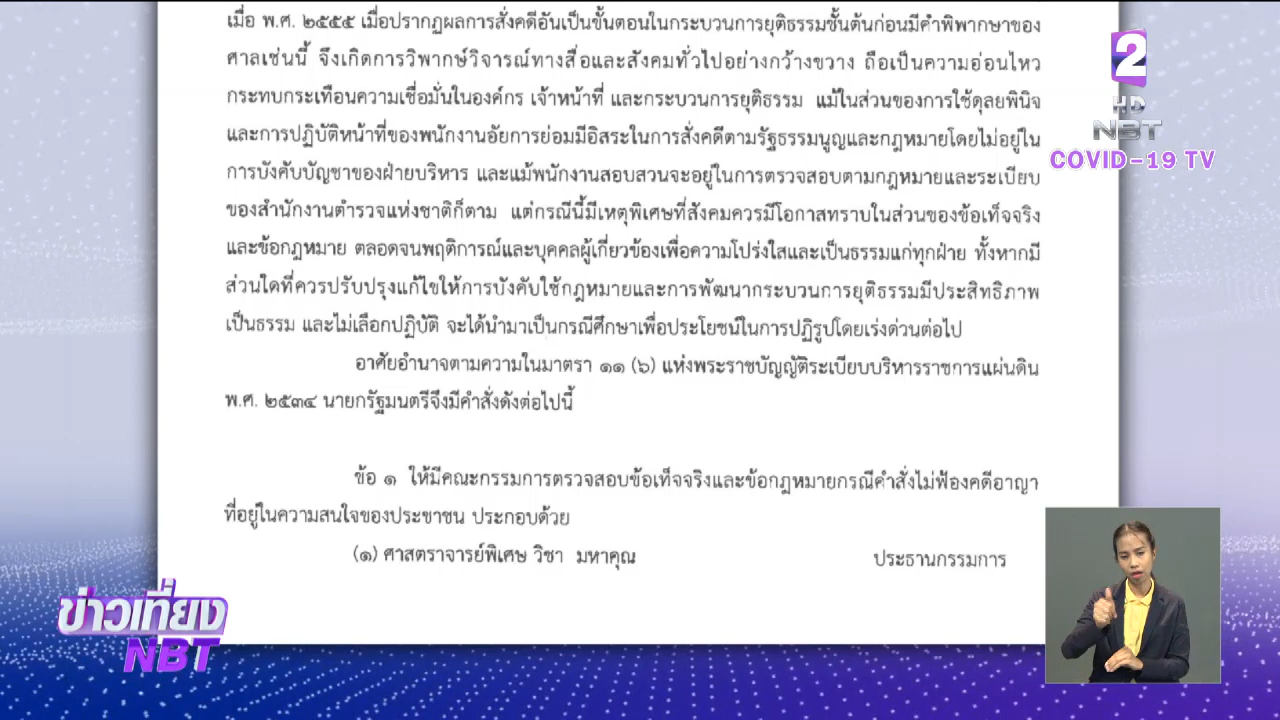 เมื่อ พ.ศ. ๒๕๕๕ เมื่อปรากฏผลการสั่งคดีอันเป็นขั้นตอนในกระบวนการยุติธรรมชั้นต้นก่อนมีคำพิพากษาของ
ศาลเช่นนี้ จึงเกิดการวิพากษ์วิจารณ์ทางสื่อและสังคมทั่วไปอย่างกว้างขวาง ถือเป็นความอ่อนไหว
กระทบกระเทือนความเชื่อมั่นในองค์กร เจ้าหน้าที่ และกระบวนการยุติธรรม แม้ในส่วนของการใช้ดุลยพินิจ
และการปฏิบัติหน้าที่ของพนักงานอัยการย่อมมีอิสระในการสั่งคดีตามรัฐธรรมนูญและกฎหมายโดยไม่อยู่ใน
การบังคับบัญชาของฝ่ายบริหาร และแม้พนักงานสอบสวนจะอยู่ในการตรวจสอบตามกฎหมายและระเบียบ
ของสำนักงานตำรวจแห่งชาติก็ตาม แต่กรณีนี้มีเหตุพิเศษที่สังคมควรมีโอกาสทราบในส่วนของข้อเท็จจริง
และข้อกฎหมาย ตลอดจนพฤติการณ์และบุคคลผู้เกี่ยวข้องเพื่อความโปร่งใสและเป็นธรรมแก่ทุกฝ่าย ทั้งหากมี
ส่วนใดที่ควรปรับปรุงแก้ไขให้การบังคับใช้กฎหมายและการพัฒนากระบวนการยุติธรรมมีประสิทธิภาพ
เป็นธรรม และไม่เลือกปฏิบัติ จะได้นำมาเป็นกรณีศึกษาเพื่อประโยชน์ในการปฏิรูปโดยเร่งด่วนต่อไป
อาศัยอำนาจตามความในมาตรา ๑๑ (๖) แห่งพระราชบัญญัติระเบียบบริหารราชการแผ่นดิน
พ.ศ. ๒๕๓๔ นายกรัฐมนตรีจึงมีคำสั่งดังต่อไปนี้
ข้อ ๑ ให้มีคณะกรรมการตรวจสอบข้อเท็จจริงและข้อกฎหมายกรณีคำสั่งไม่ฟ้องคดีอาญา
ที่อยู่ในความสนใจของประชาชน ประกอบด้วย
(๑) ศาสตราจารย์พิเศษ วิชา มหาคุณ ประธานกรรมการ
2
HD
NBT
COVID-19 TV
ข่าวเที่ยง
NBT